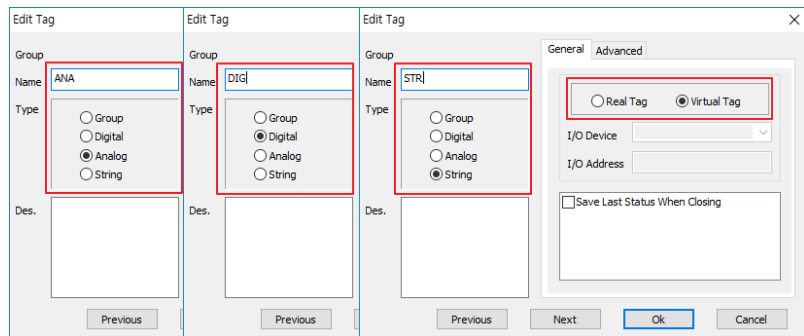 Edit Tag
Group
Name ANA
Type
Group
Digital
Analog
String
Des.
Previous
Edit Tag
Group
Name DIG
Type
Group
Digital
Analog
String
Des.
Previous
Edit Tag
Group
Name STR
Type
Group
Digital
Analog
String
Des.
Previous
General Advanced
Real Tag Virtual Tag
I/O Device
I/O Address
Save Last Status When Closing
Next Ok Cancel